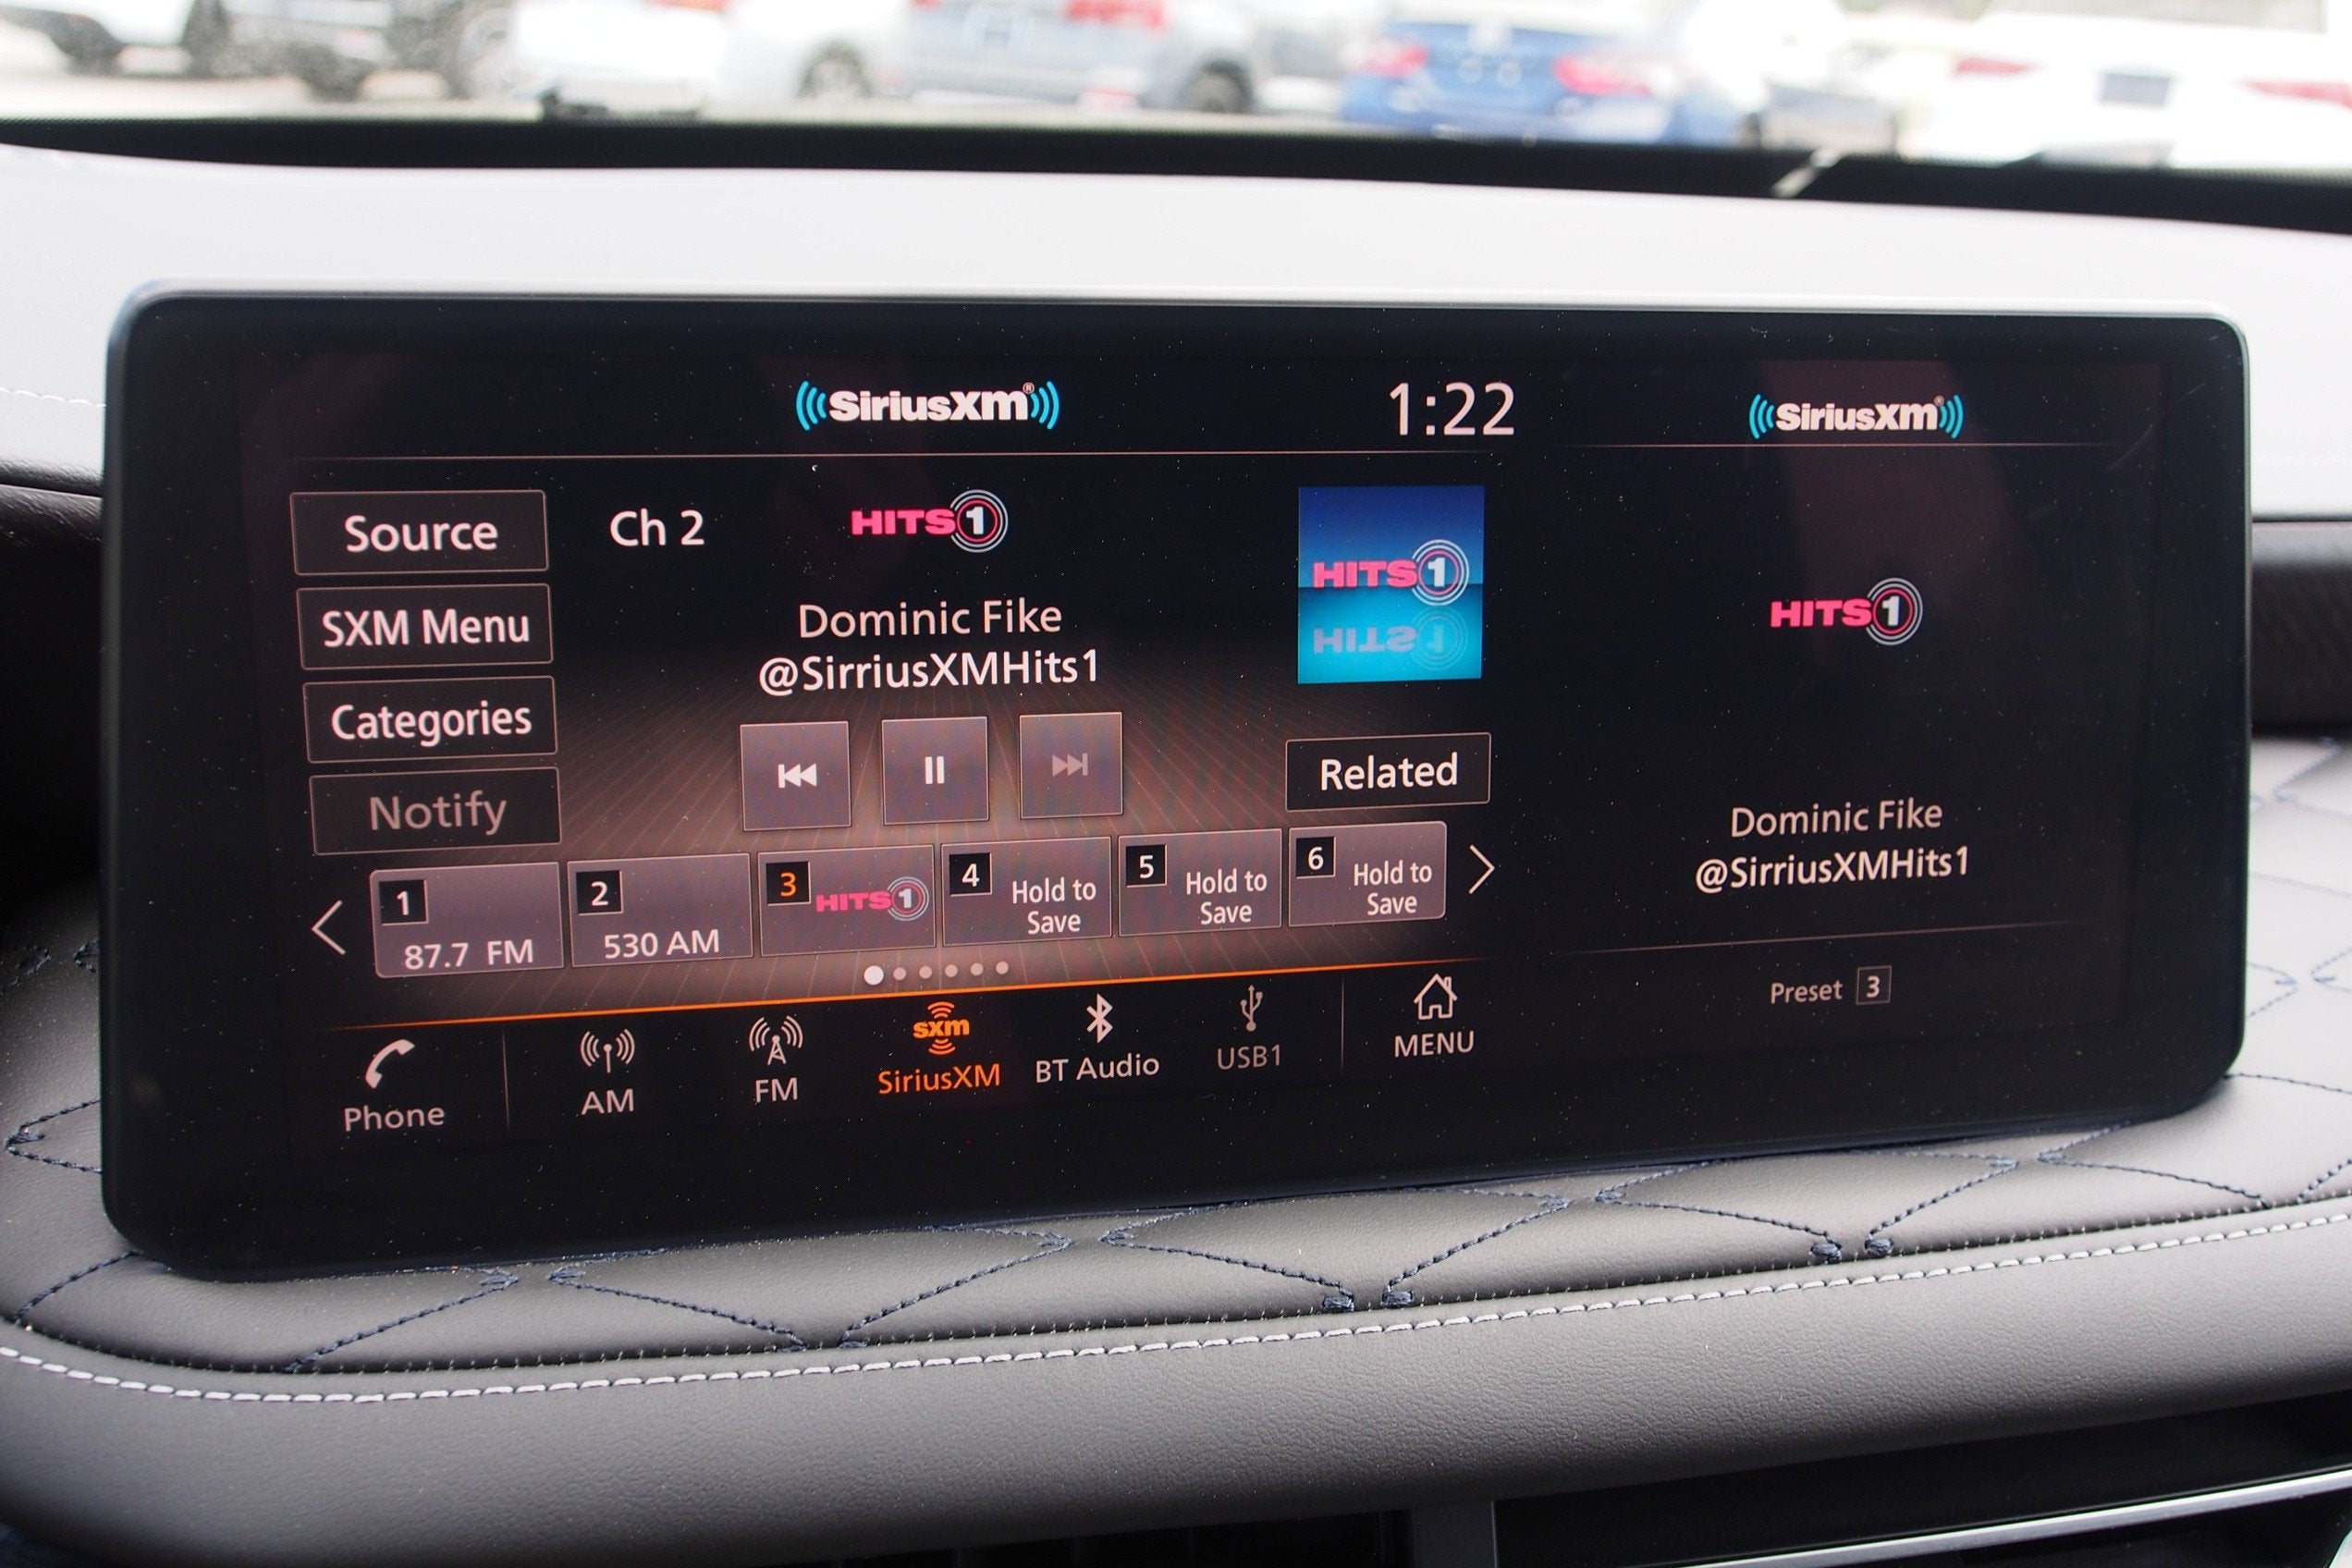 SiriusXM®
1:22
SiriusXM®
Source
Ch 2
HITS 1
HITS 1
SXM Menu
Dominic Fike
@SirriusXMHits1
HITS 1
Categories
Related
Notify
Dominic Fike
@SirriusXMHits1
1
87.7 FM
2
530 AM
3
HITS 1
4
Hold to
Save
5
Hold to
Save
6
Hold to
Save
Preset 3
Phone
AM
FM
sxm
SiriusXM
BT Audio
USB1
MENU